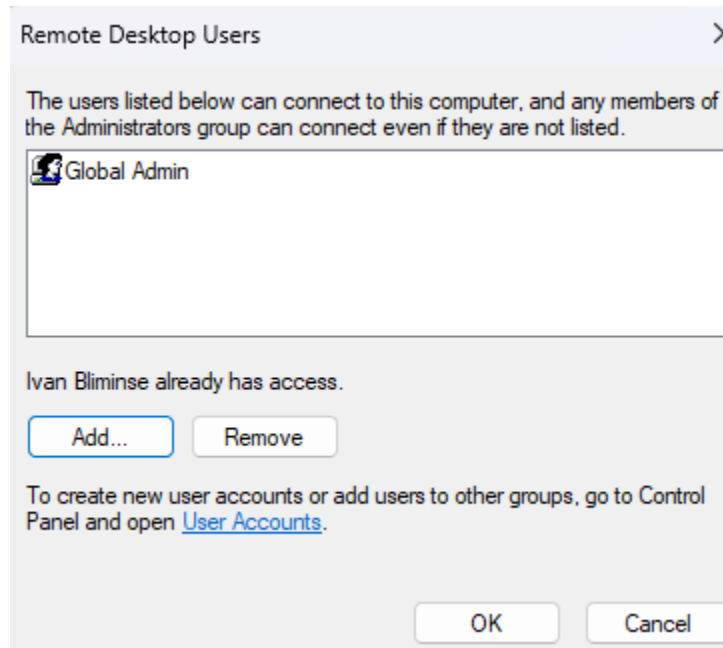 Remote Desktop Users
The users listed below can connect to this computer, and any members of
the Administrators group can connect even if they are not listed.
Global Admin
Ivan Bliminse already has access.
Add...
Remove
To create new user accounts or add users to other groups, go to Control
Panel and open User Accounts.
OK
Cancel